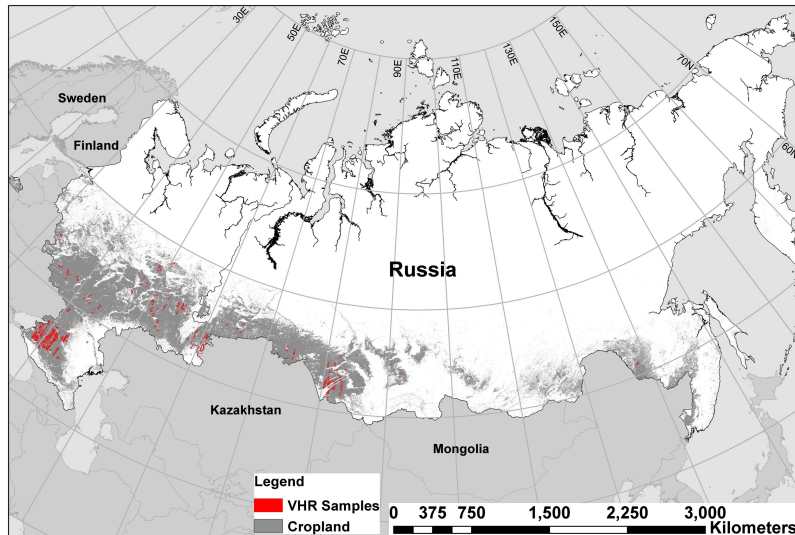 30E
50E
70E
90E
110E
130E
150E
70N
60N
Sweden
Finland
Russia
Kazakhstan
Mongolia
Legend
VHR Samples
Cropland
0 375 750 1,500 2,250 3,000
Kilometers